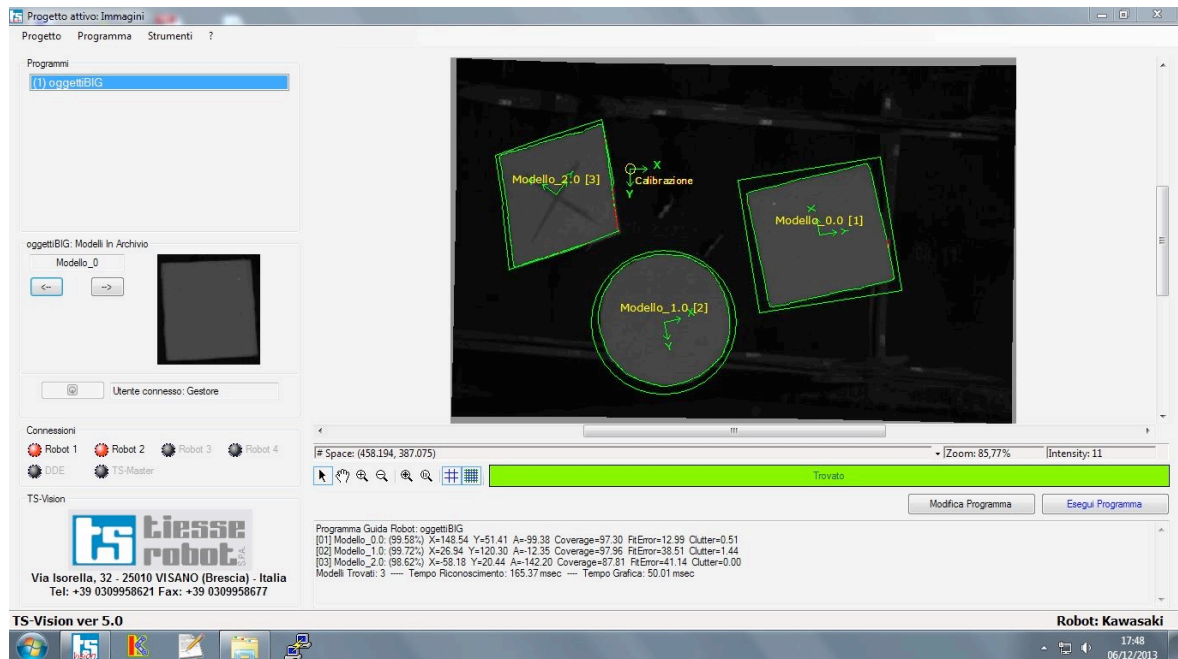 Progetto attivo: Immagini
Progetto Programma Strumenti ?
Programmi
(1) oggettiBIG
oggettiBIG: Modelli In Archivio
Modello_0
<--
-->
Utente connesso: Gestore
Connessioni
Robot 1 Robot 2 Robot 3 Robot 4
DDE TS-Master
TS-Vision
ts tiesse robot S.P.A.
Via Isorella, 32 - 25010 VISANO (Brescia) - Italia
Tel: +39 0309958621 Fax: +39 0309958677
Modello_2.0 [3]
X
Y
Calibrazione
Modello_0.0 [1]
X
Y
Modello_1.0 [2]
X
Y
# Space: (458.194, 387.075)
Zoom: 85,77%
Intensity: 11
Trovato
Modifica Programma
Esegui Programma
Programma Guida Robot: oggettiBIG
[01] Modello_0.0: (99.58%) X=148.54 Y=51.41 A=-99.38 Coverage=97.30 FitError=12.99 Clutter=0.51
[02] Modello_1.0: (99.72%) X=26.94 Y=120.30 A=-12.35 Coverage=97.96 FitError=38.51 Clutter=1.44
[03] Modello_2.0: (98.62%) X=-58.18 Y=20.44 A=-142.20 Coverage=87.81 FitError=41.14 Clutter=0.00
Modelli Trovati: 3 ---- Tempo Riconoscimento: 165.37 msec ---- Tempo Grafica: 50.01 msec
TS-Vision ver 5.0
Robot: Kawasaki
17:48
06/12/2013